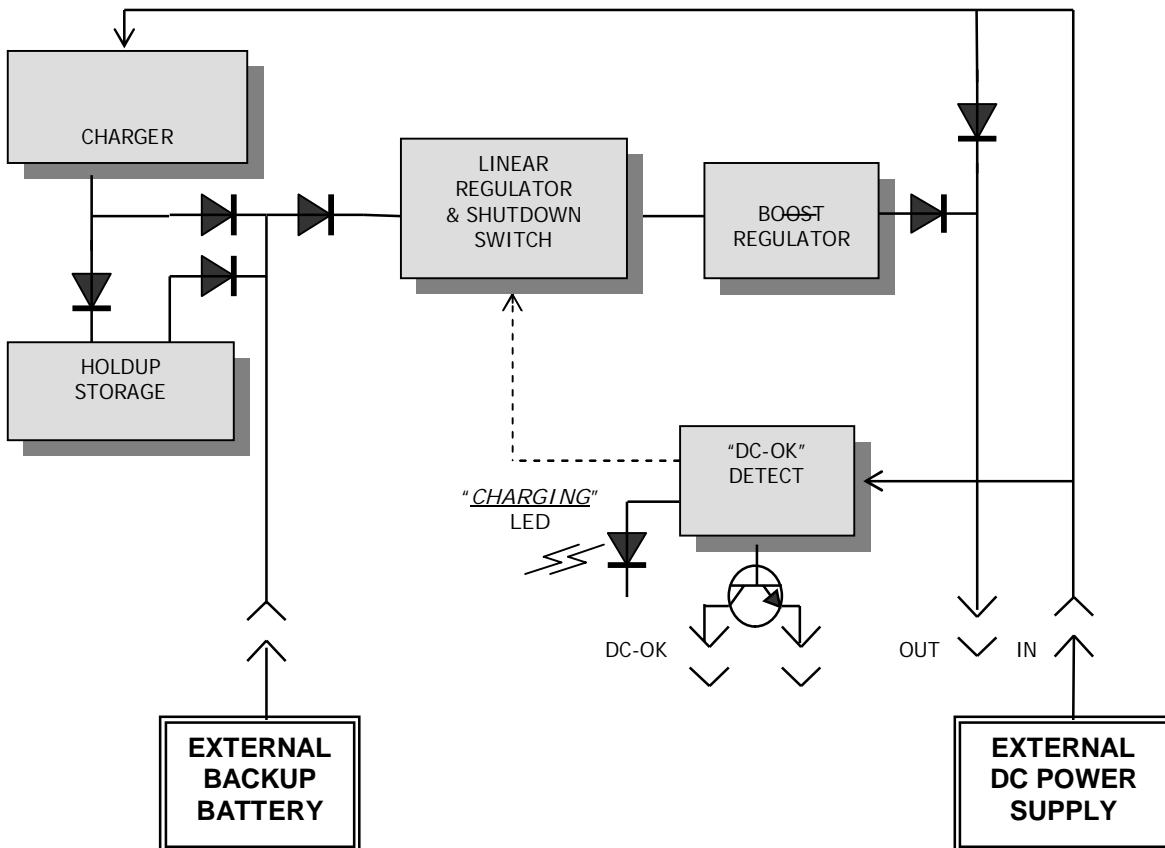 CHARGER
LINEAR
REGULATOR
& SHUTDOWN
SWITCH
BOOST
REGULATOR
HOLDUP
STORAGE
"DC-OK"
DETECT
"CHARGING"
LED
DC-OK
OUT
IN
EXTERNAL
BACKUP
BATTERY
EXTERNAL
DC POWER
SUPPLY